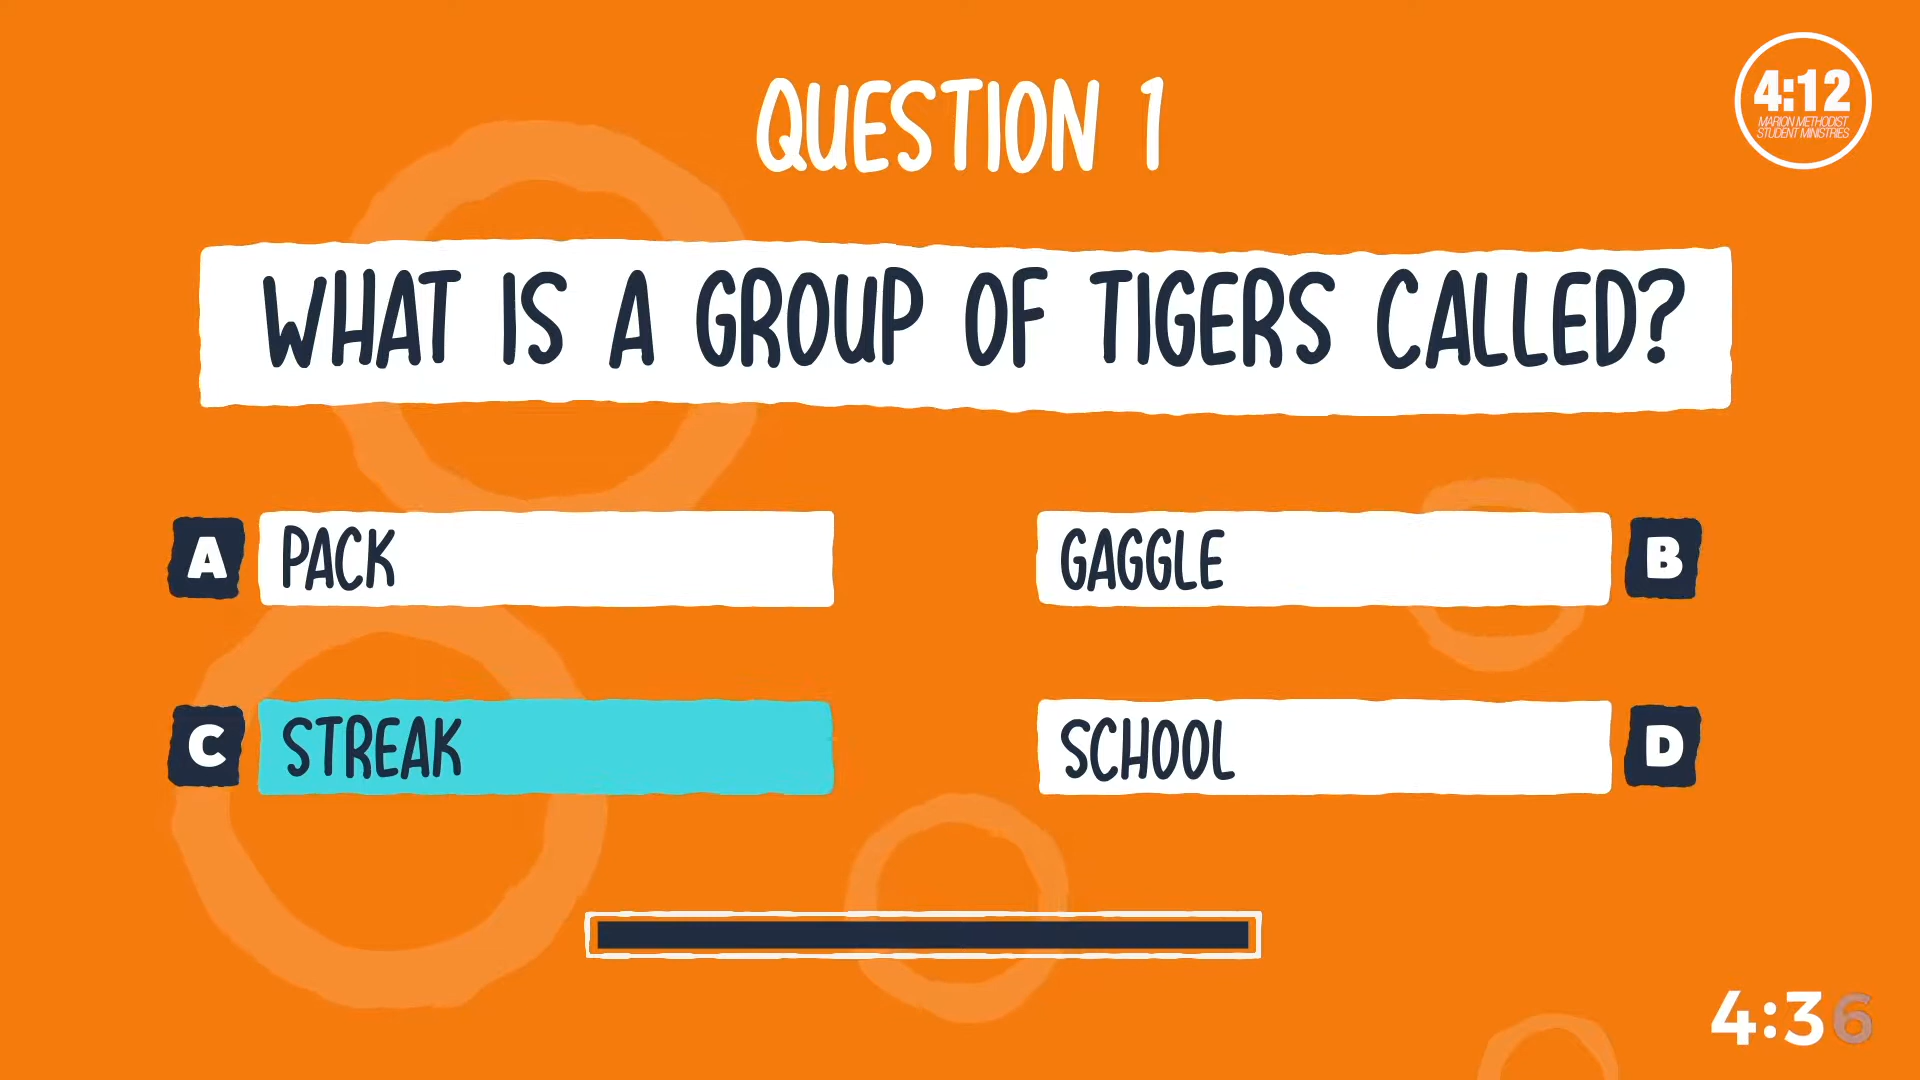 QUESTION 1
4:12
MARION METHODIST
STUDENT MINISTRIES
WHAT IS A GROUP OF TIGERS CALLED?
A PACK
GAGGLE B
C STREAK
SCHOOL D
4:36